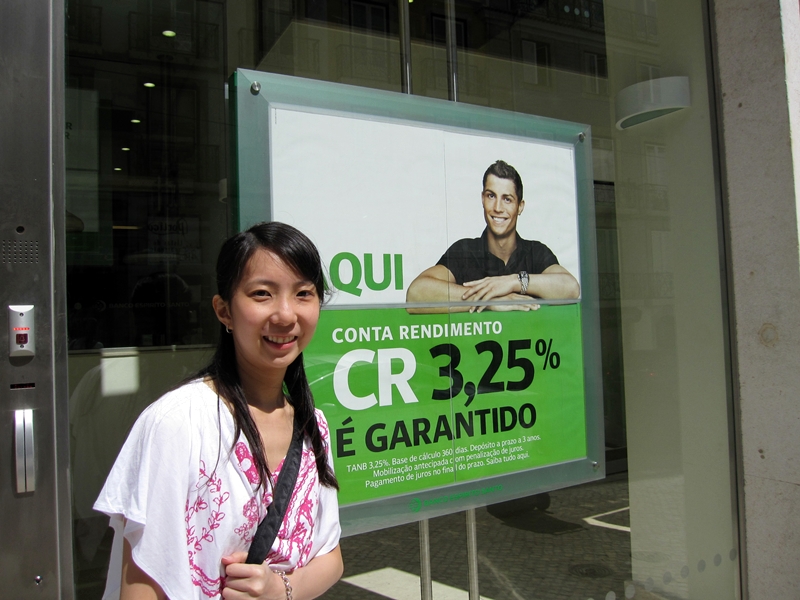 QUI
CONTA RENDIMENTO
CR 3,25%
É GARANTIDO
TANB 3,25%. Base de cálculo 360 dias. Depósito a prazo a 3 anos.
Mobilização antecipada com penalização de juros.
Pagamento de juros no final do prazo. Saiba tudo aqui.